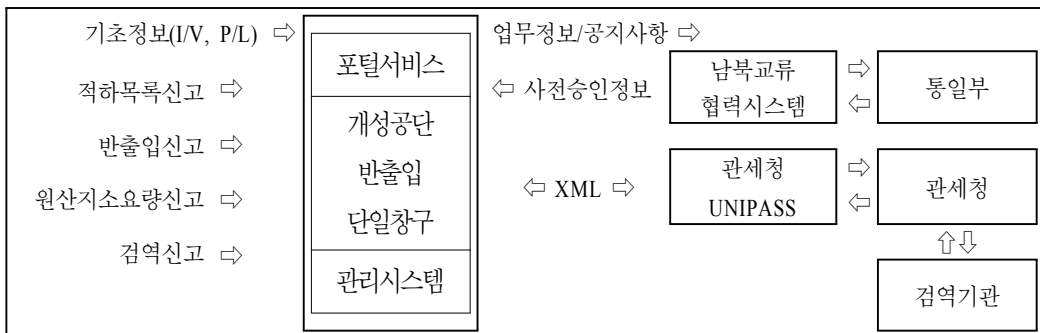 기초정보(I/V, P/L) ⇨
적하목록신고 ⇨
반출입신고 ⇨
원산지소요량신고 ⇨
검역신고 ⇨
포털서비스
개성공단
반출입
단일창구
관리시스템
업무정보/공지사항 ⇨
⇦ 사전승인정보
⇦ XML ⇨
남북교류
협력시스템
⇨
⇦
통일부
관세청
UNIPASS
⇨
⇦
관세청
⇧⇩
검역기관